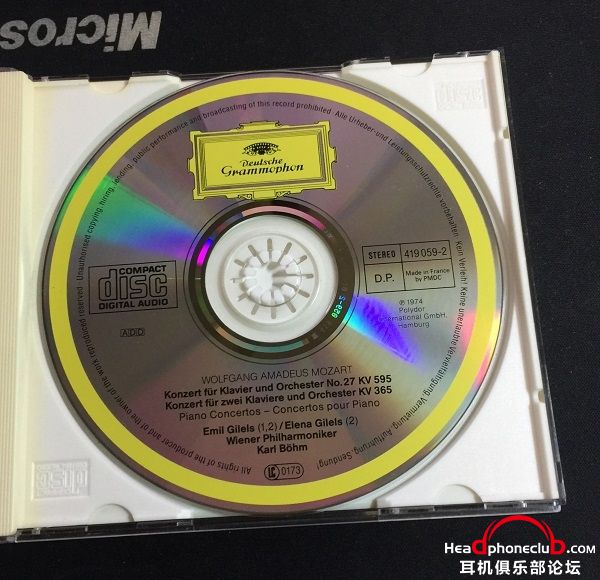 Micros
All rights of the producer and of the owner of the work reproduced reserved · Unauthorised copying, hiring, lending, public performance and broadcasting of this record prohibited · Alle Urheber- und Leistungsschutzrechte vorbehalten · Kein Verleih! Keine unerlaubte Vervielfältigung, Vermietung, Aufführung, Sendung!
Deutsche
Grammophon
COMPACT
disc
DIGITAL AUDIO
STEREO
419 059-2
D.P.
Made in France
by PMDC
ADD
℗ 1974
Polydor
International GmbH,
Hamburg
WOLFGANG AMADEUS MOZART
Konzert für Klavier und Orchester No. 27 KV 595
Konzert für zwei Klaviere und Orchester KV 365
Piano Concertos – Concertos pour Piano
Emil Gilels (1,2) / Elena Gilels (2)
Wiener Philharmoniker
Karl Böhm
LC 0173
disc
Headphoneclub.com
耳机俱乐部论坛